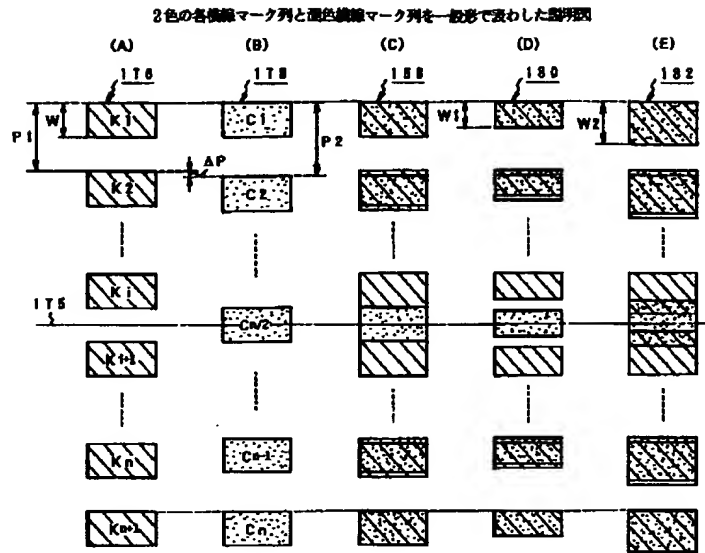 2色の各横線マーク列と混色横線マーク列を一般形で表わした説明図
(A) (B) (C) (D) (E)
176 178 180 182
P1 W K1 C1 P2 W1 W2
ΔP
K2 C2
Ki
175 Cn/2
Ki+1
Kn Cn-1
Kn+1 Cn